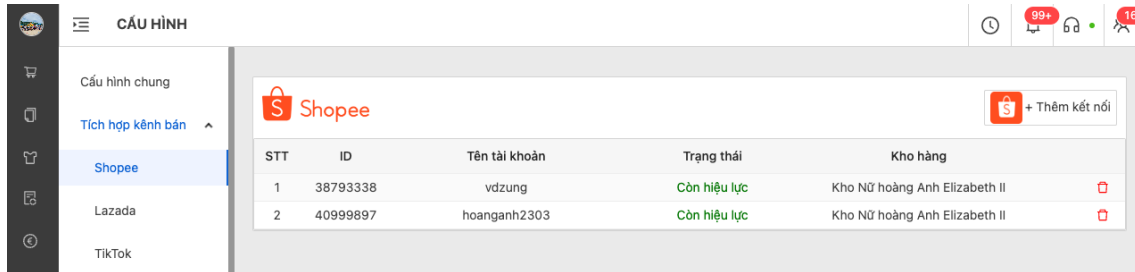 CẤU HÌNH
99+
16
Cấu hình chung
Tích hợp kênh bán
Shopee
Lazada
TikTok
Shopee
+ Thêm kết nối
STT ID Tên tài khoản Trạng thái Kho hàng
1 38793338 vdzung Còn hiệu lực Kho Nữ hoàng Anh Elizabeth II
2 40999897 hoanganh2303 Còn hiệu lực Kho Nữ hoàng Anh Elizabeth II